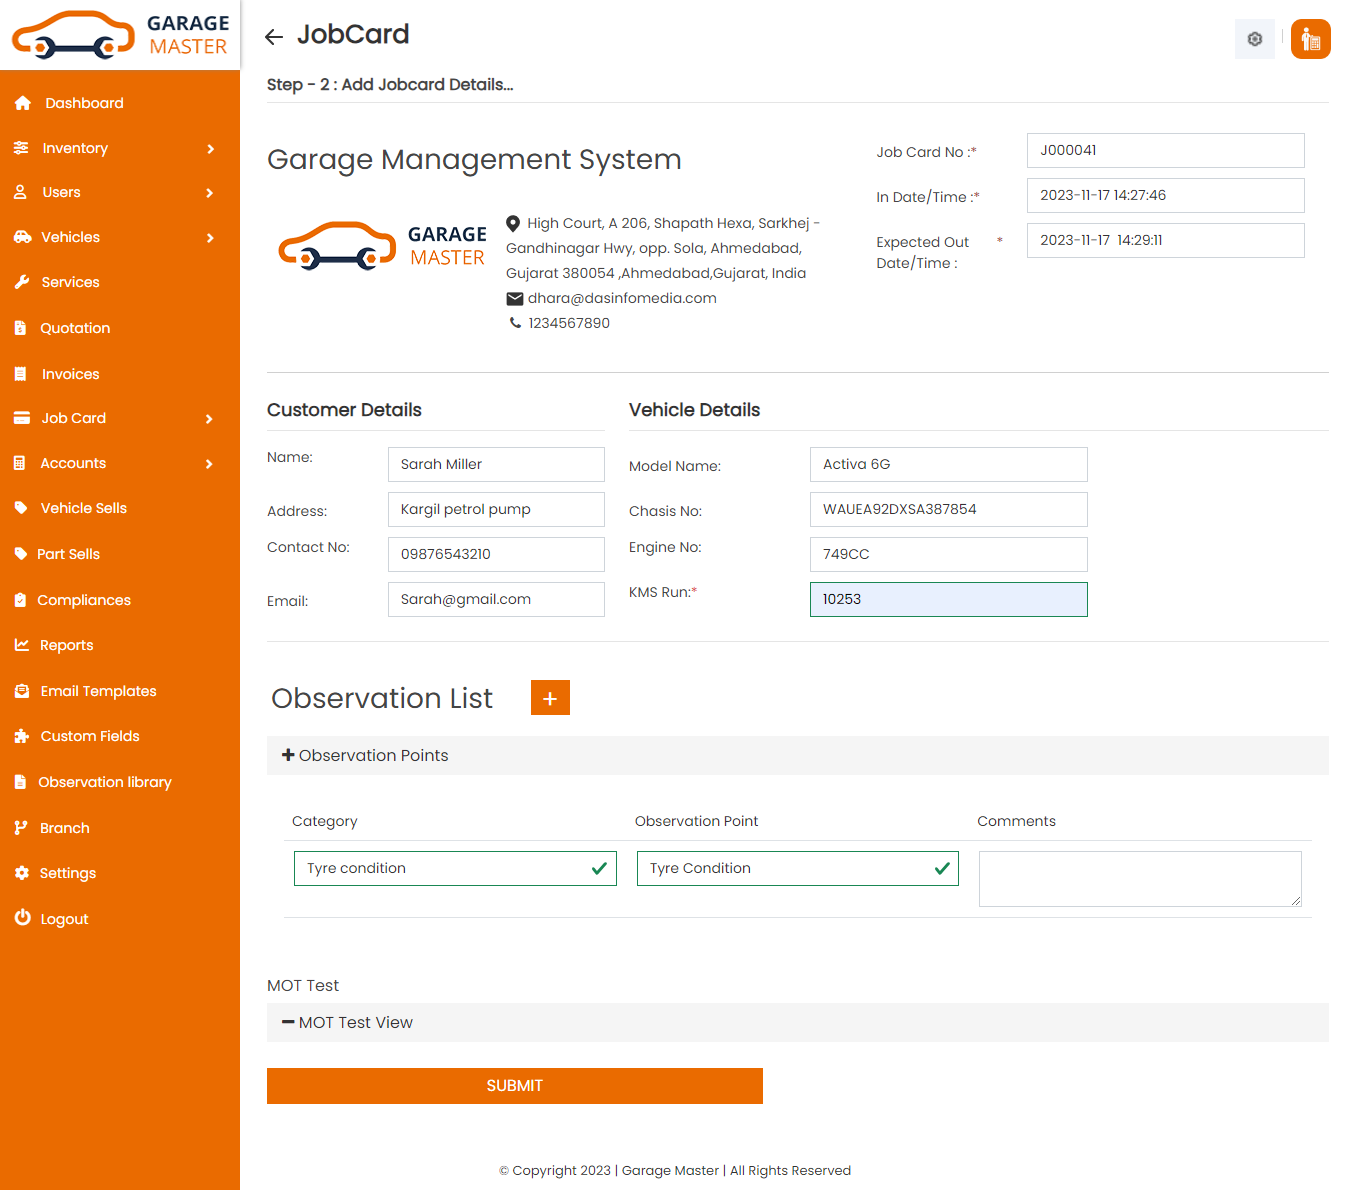 GARAGE
MASTER
Dashboard
Inventory
Users
Vehicles
Services
Quotation
Invoices
Job Card
Accounts
Vehicle Sells
Part Sells
Compliances
Reports
Email Templates
Custom Fields
Observation library
Branch
Settings
Logout
JobCard
Step - 2 : Add Jobcard Details...
Garage Management System
GARAGE
MASTER
High Court, A 206, Shapath Hexa, Sarkhej -
Gandhinagar Hwy, opp. Sola, Ahmedabad,
Gujarat 380054 ,Ahmedabad,Gujarat, India
dhara@dasinfomedia.com
1234567890
Job Card No :* J000041
In Date/Time :* 2023-11-17 14:27:46
Expected Out * 2023-11-17 14:29:11
Date/Time :
Customer Details
Name: Sarah Miller
Address: Kargil petrol pump
Contact No: 09876543210
Email: Sarah@gmail.com
Vehicle Details
Model Name: Activa 6G
Chasis No: WAUEA92DXSA387854
Engine No: 749CC
KMS Run:* 10253
Observation List +
Observation Points
Category Observation Point Comments
Tyre condition Tyre Condition
MOT Test
MOT Test View
SUBMIT
© Copyright 2023 | Garage Master | All Rights Reserved